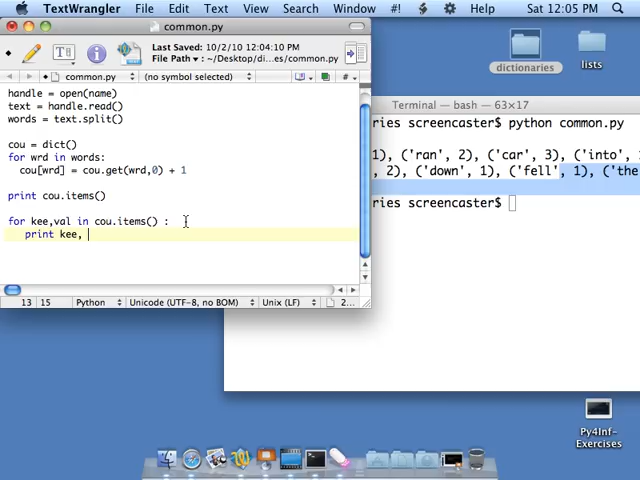 TextWrangler File Edit Text View Search Window #! Help Sat 12:05 PM
common.py
Last Saved: 10/2/10 12:04:10 PM
File Path: ~/Desktop/di...es/common.py
common.py (no symbol selected) #
handle = open(name)
text = handle.read()
words = text.split()
cou = dict()
for wrd in words:
cou[wrd] = cou.get(wrd,0) + 1
print cou.items()
for kee,val in cou.items() :
print kee,
13 15 Python Unicode (UTF-8, no BOM) Unix (LF) 2...
dictionaries
lists
Terminal — bash — 63×17
ries screencaster$ python common.py
1), ('ran', 2), ('car', 3), ('into',
2), ('down', 1), ('fell', 1), ('the
ries screencaster$
Py4Inf-
Exercises